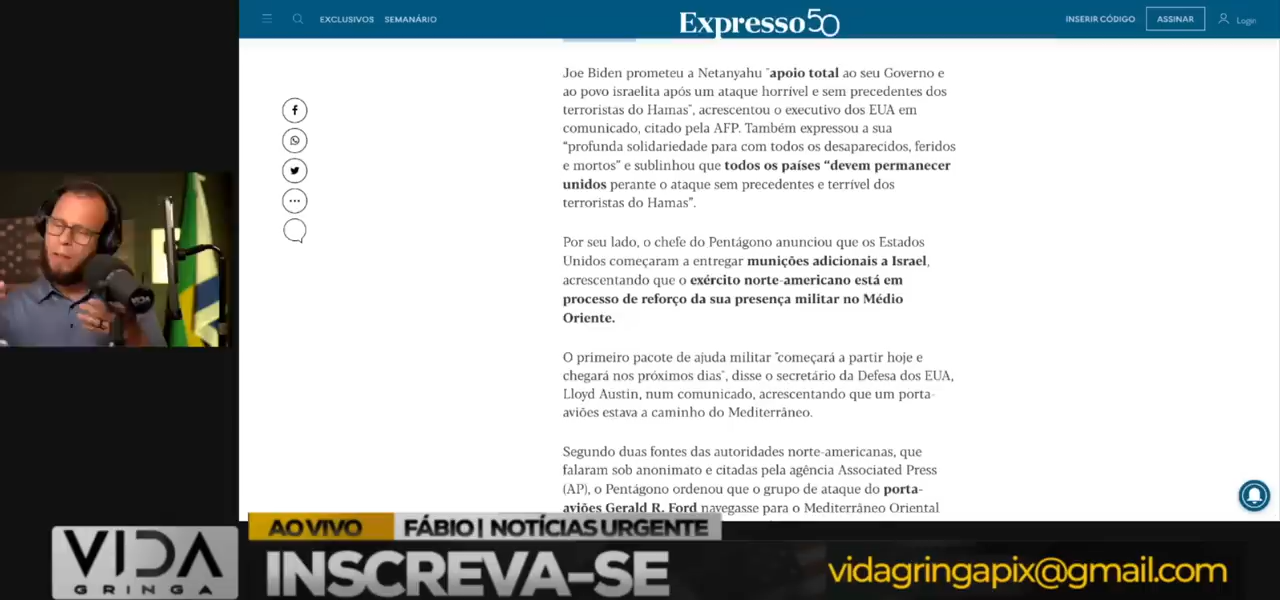 EXCLUSIVOS SEMANÁRIO
Expresso50
INSERIR CÓDIGO
ASSINAR
Login
Joe Biden prometeu a Netanyahu "apoio total ao seu Governo e
ao povo israelita após um ataque horrível e sem precedentes dos
terroristas do Hamas", acrescentou o executivo dos EUA em
comunicado, citado pela AFP. Também expressou a sua
“profunda solidariedade para com todos os desaparecidos, feridos
e mortos” e sublinhou que todos os países “devem permanecer
unidos perante o ataque sem precedentes e terrível dos
terroristas do Hamas”.
Por seu lado, o chefe do Pentágono anunciou que os Estados
Unidos começaram a entregar munições adicionais a Israel,
acrescentando que o exército norte-americano está em
processo de reforço da sua presença militar no Médio
Oriente.
O primeiro pacote de ajuda militar "começará a partir hoje e
chegará nos próximos dias", disse o secretário da Defesa dos EUA,
Lloyd Austin, num comunicado, acrescentando que um porta-
aviões estava a caminho do Mediterrâneo.
Segundo duas fontes das autoridades norte-americanas, que
falaram sob anonimato e citadas pela agência Associated Press
(AP), o Pentágono ordenou que o grupo de ataque do porta-
aviões Gerald R. Ford navegasse para o Mediterrâneo Oriental
AO VIVO
FÁBIO | NOTÍCIAS URGENTE
VIDA
GRINGA
INSCREVA-SE
vidagringapix@gmail.com